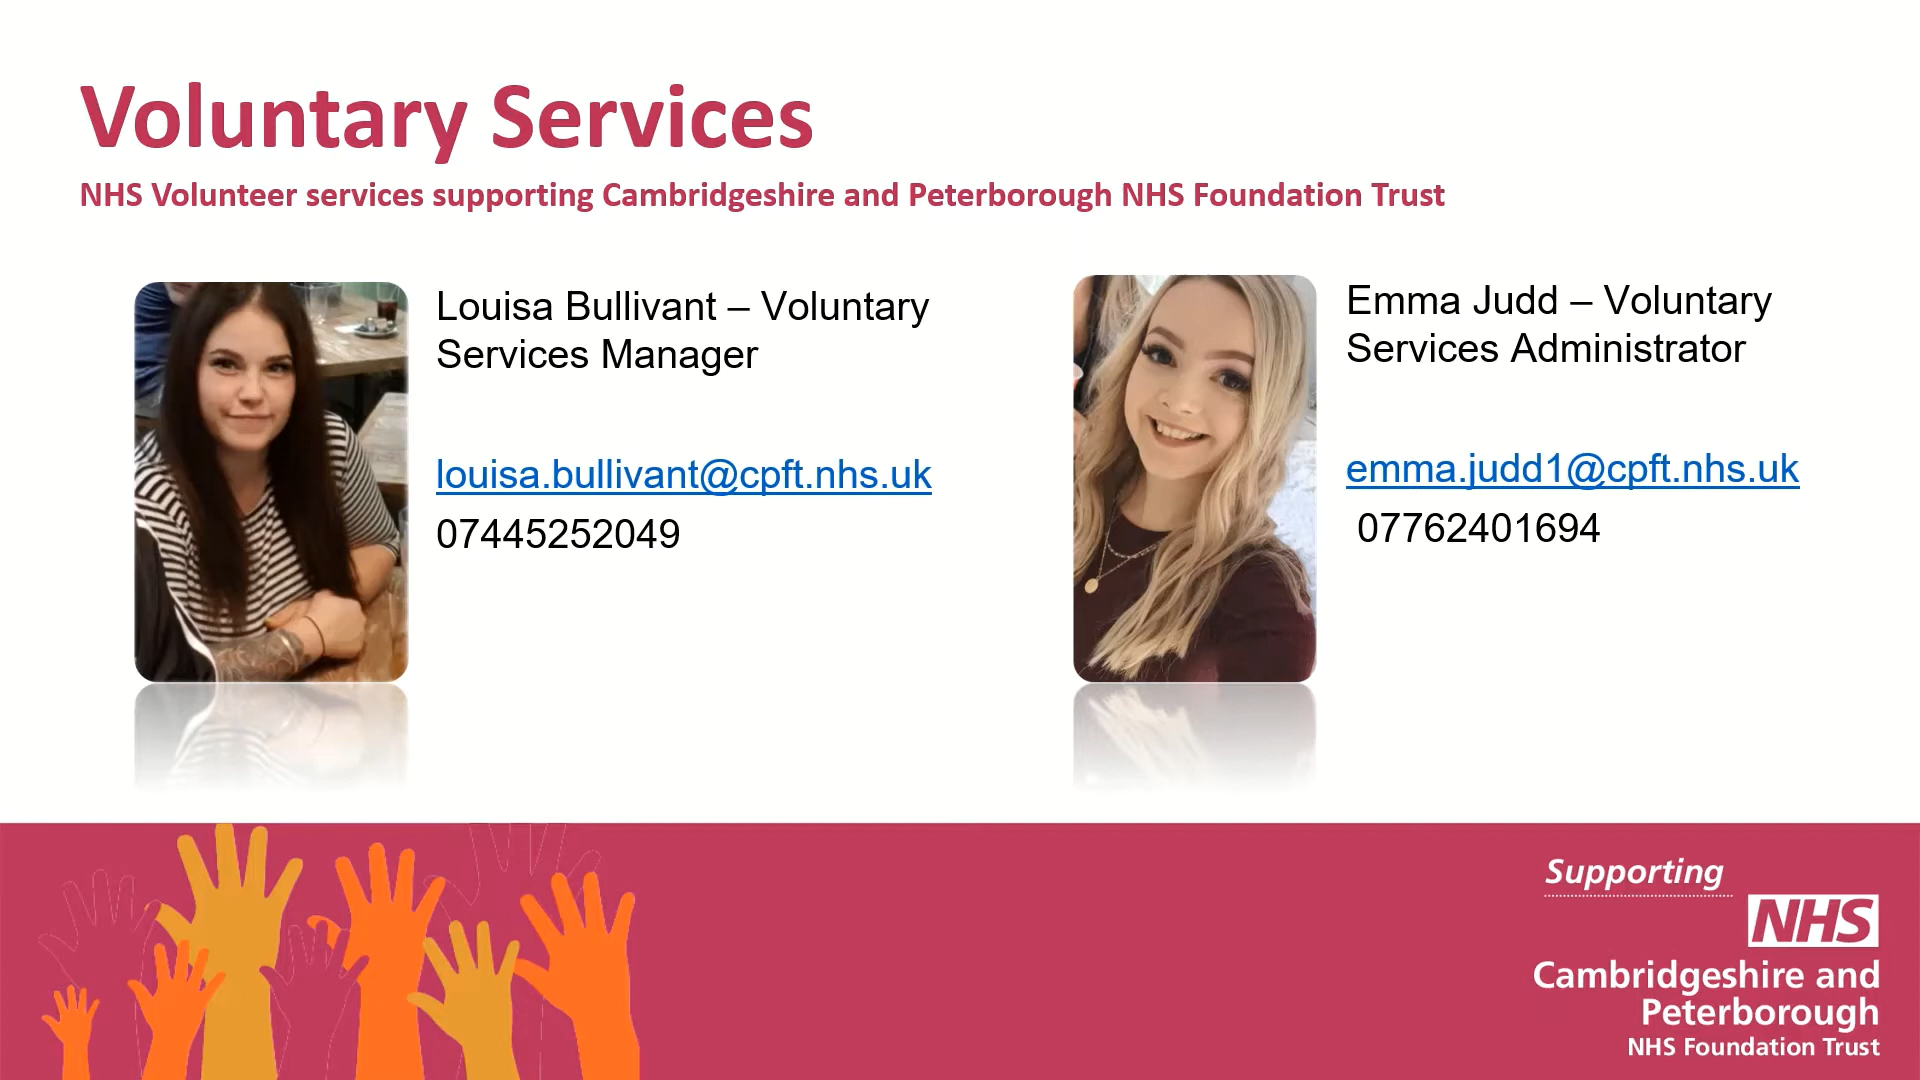 Voluntary Services
NHS Volunteer services supporting Cambridgeshire and Peterborough NHS Foundation Trust
Louisa Bullivant – Voluntary
Services Manager
louisa.bullivant@cpft.nhs.uk
07445252049
Emma Judd – Voluntary
Services Administrator
emma.judd1@cpft.nhs.uk
07762401694
Supporting
NHS
Cambridgeshire and
Peterborough
NHS Foundation Trust